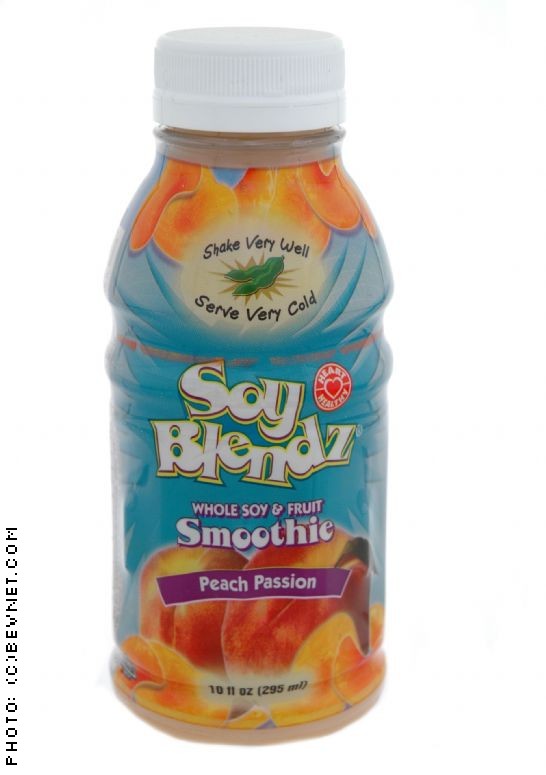 Shake Very Well
Serve Very Cold
HEART
HEALTHY
Soy
Blendz®
WHOLE SOY & FRUIT
Smoothie
Peach Passion
10 fl oz (295 ml)
PHOTO: (C)BEVNET.COM